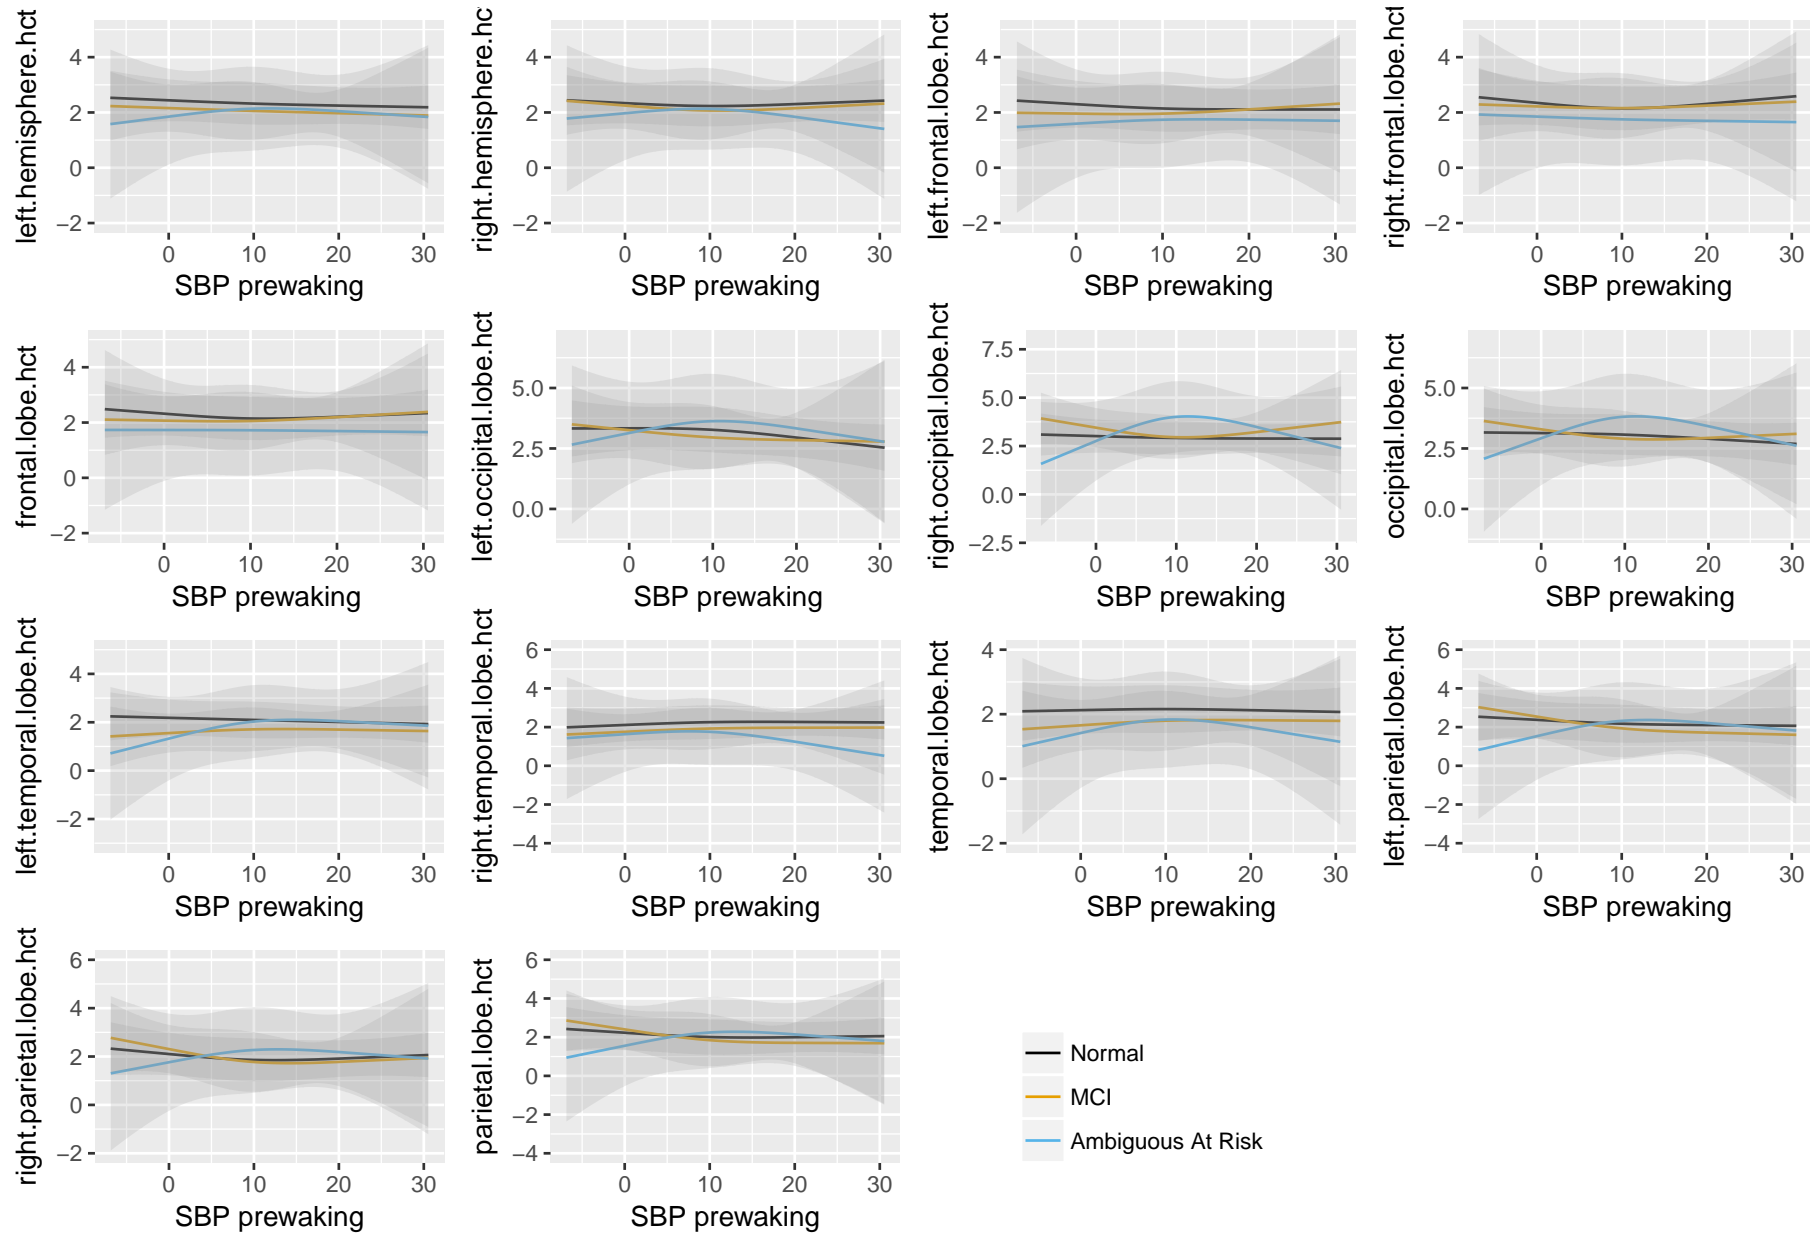 left.hemisphere.hct
4
2
0
−2
0 10 20 30
SBP prewaking
right.hemisphere.hct
4
2
0
−2
0 10 20 30
SBP prewaking
left.frontal.lobe.hct
4
2
0
−2
0 10 20 30
SBP prewaking
right.frontal.lobe.hct
4
2
0
−2
0 10 20 30
SBP prewaking
frontal.lobe.hct
4
2
0
−2
0 10 20 30
SBP prewaking
left.occipital.lobe.hct
5.0
2.5
0.0
0 10 20 30
SBP prewaking
right.occipital.lobe.hct
7.5
5.0
2.5
0.0
−2.5
0 10 20 30
SBP prewaking
occipital.lobe.hct
5.0
2.5
0.0
0 10 20 30
SBP prewaking
left.temporal.lobe.hct
4
2
0
−2
0 10 20 30
SBP prewaking
right.temporal.lobe.hct
6
4
2
0
−2
−4
0 10 20 30
SBP prewaking
temporal.lobe.hct
4
2
0
−2
0 10 20 30
SBP prewaking
left.parietal.lobe.hct
6
4
2
0
−2
−4
0 10 20 30
SBP prewaking
right.parietal.lobe.hct
6
4
2
0
−2
0 10 20 30
SBP prewaking
parietal.lobe.hct
6
4
2
0
−2
−4
0 10 20 30
SBP prewaking
Normal
MCI
Ambiguous At Risk